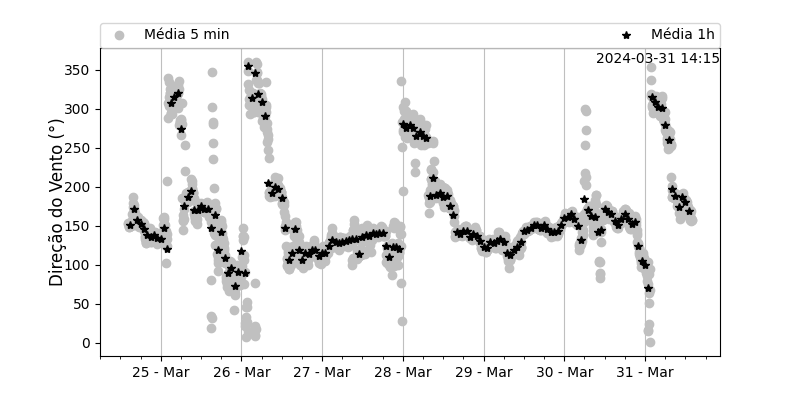 Média 5 min
Média 1h
2024-03-31 14:15
Direção do Vento (°)
350
300
250
200
150
100
50
0
25 - Mar
26 - Mar
27 - Mar
28 - Mar
29 - Mar
30 - Mar
31 - Mar